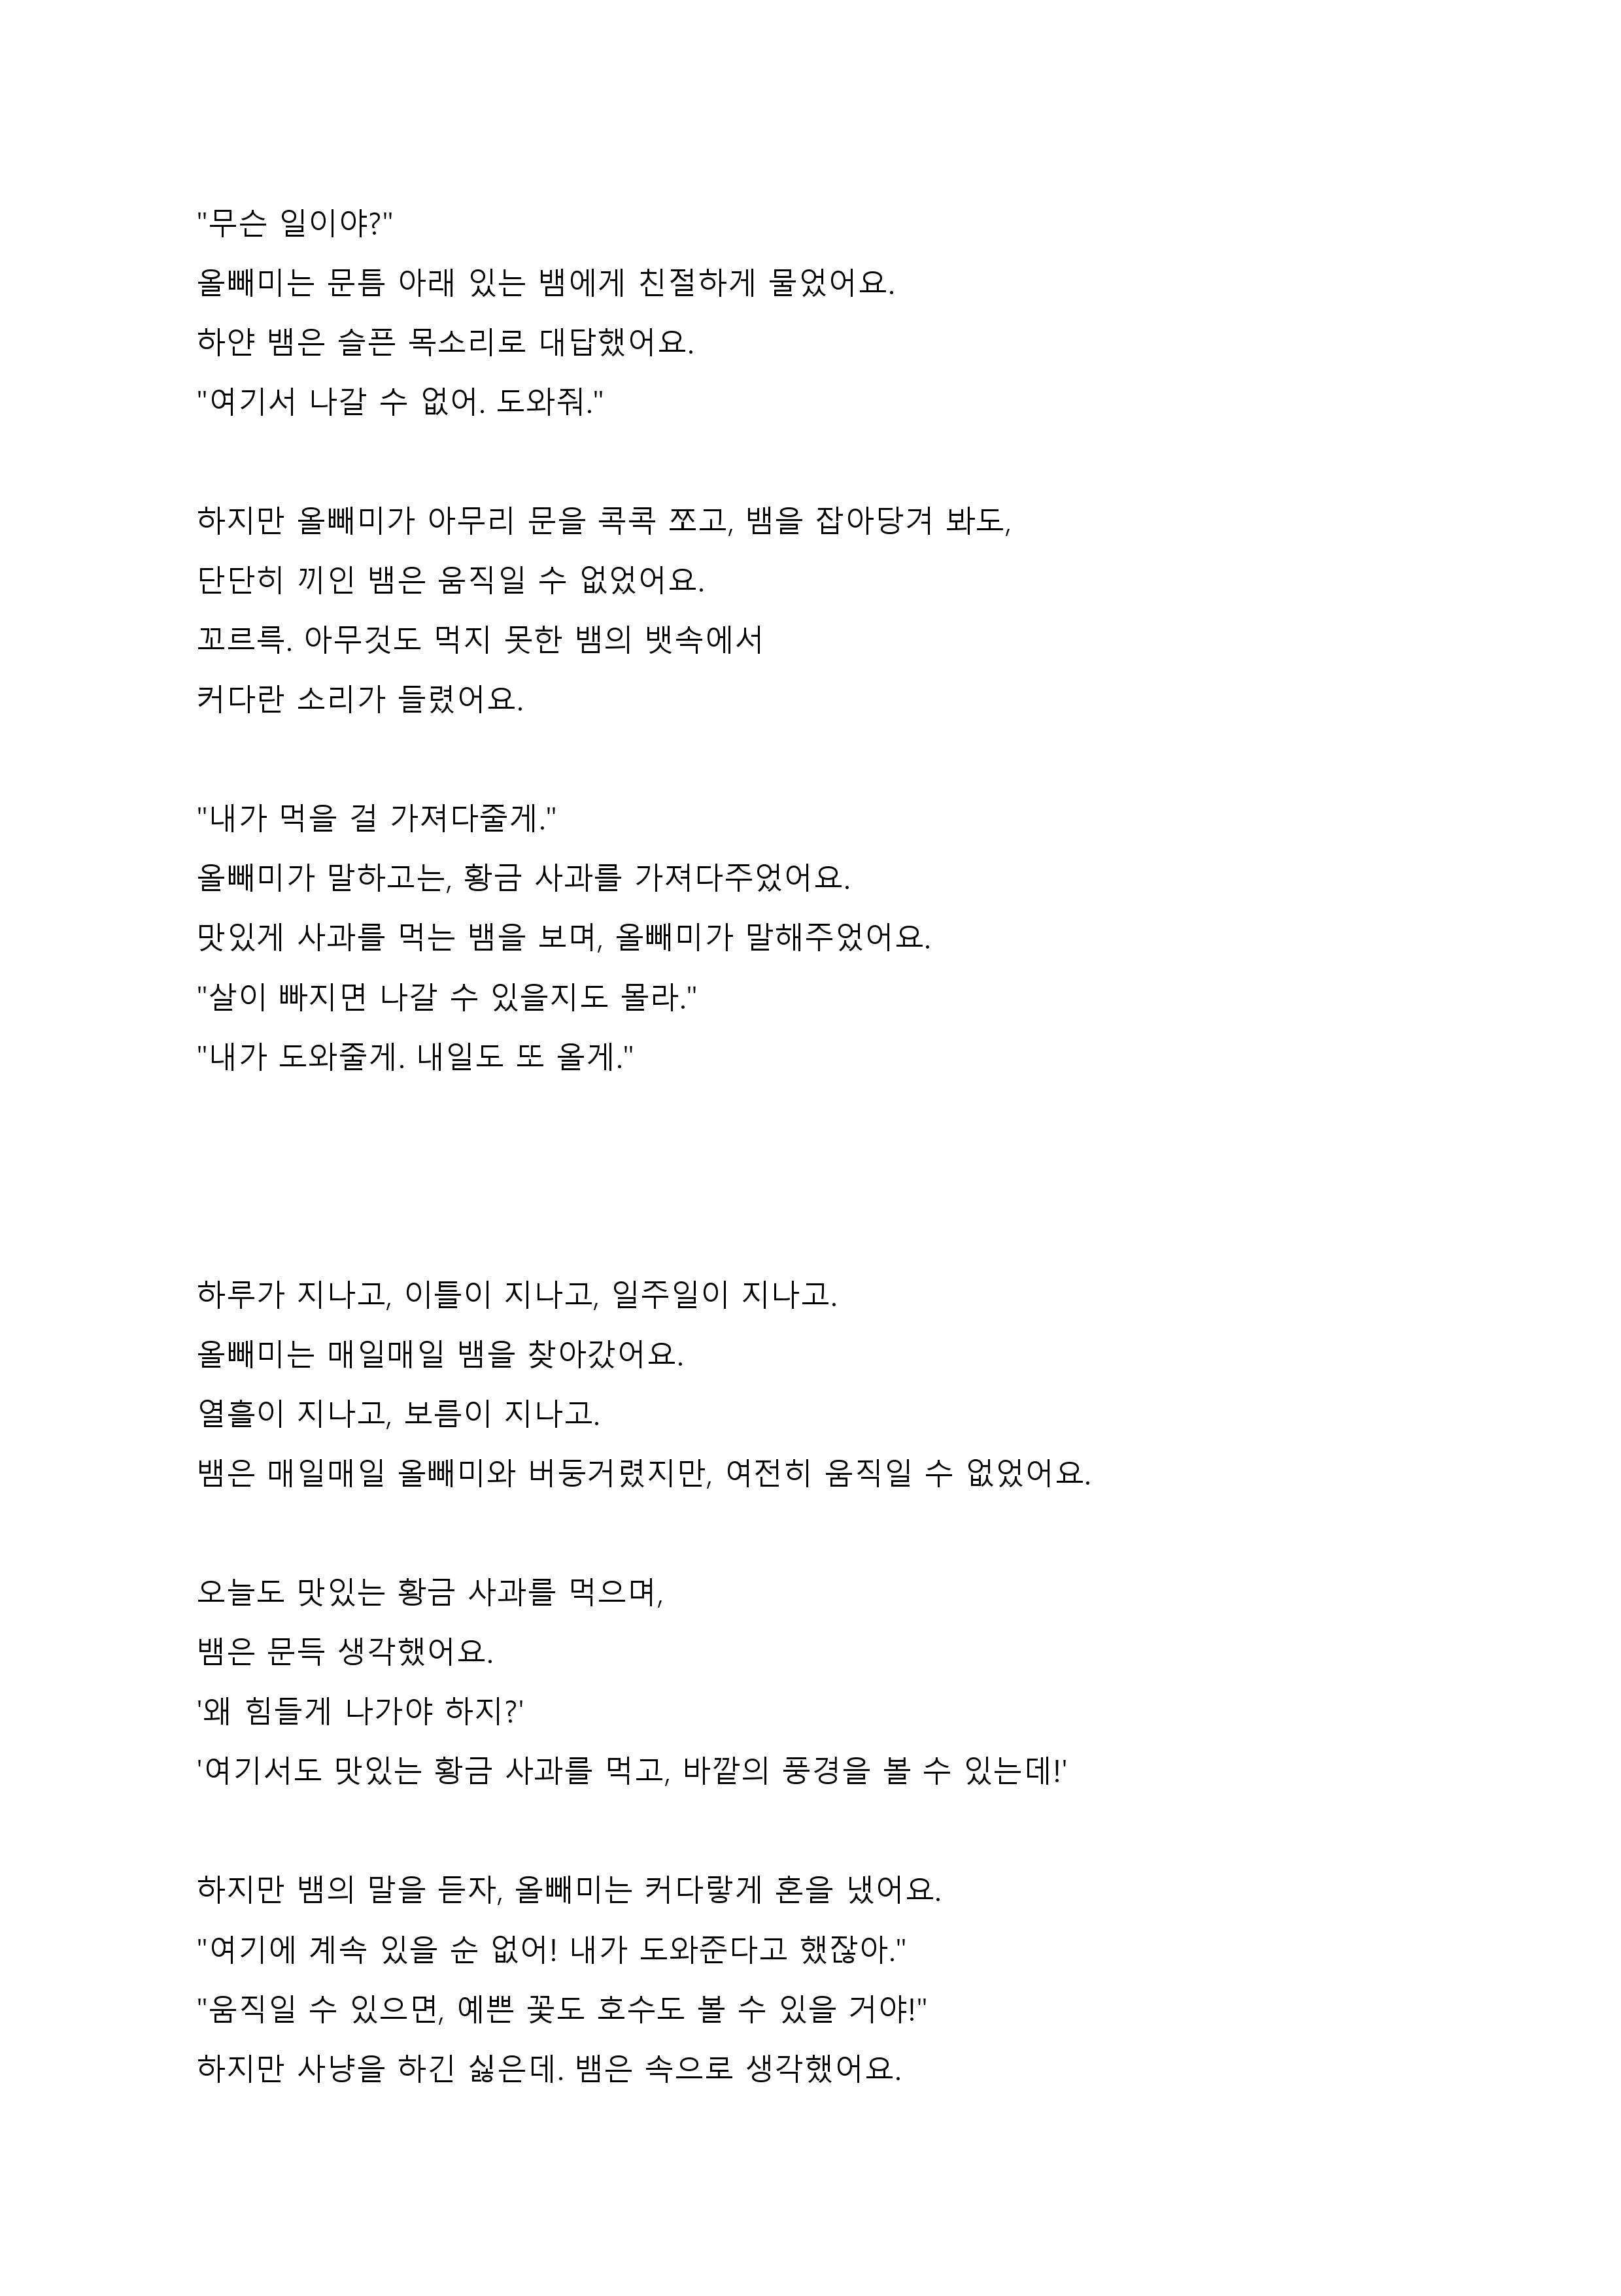 "무슨 일이야?"
올빼미는 문틈 아래 있는 뱀에게 친절하게 물었어요.
하얀 뱀은 슬픈 목소리로 대답했어요.
"여기서 나갈 수 없어. 도와줘."
하지만 올빼미가 아무리 문을 콕콕 쪼고, 뱀을 잡아당겨 봐도,
단단히 끼인 뱀은 움직일 수 없었어요.
꼬르륵. 아무것도 먹지 못한 뱀의 뱃속에서
커다란 소리가 들렸어요.
"내가 먹을 걸 가져다줄게."
올빼미가 말하고는, 황금 사과를 가져다주었어요.
맛있게 사과를 먹는 뱀을 보며, 올빼미가 말해주었어요.
"살이 빠지면 나갈 수 있을지도 몰라."
"내가 도와줄게. 내일도 또 올게."
하루가 지나고, 이틀이 지나고, 일주일이 지나고.
올빼미는 매일매일 뱀을 찾아갔어요.
열흘이 지나고, 보름이 지나고.
뱀은 매일매일 올빼미와 버둥거렸지만, 여전히 움직일 수 없었어요.
오늘도 맛있는 황금 사과를 먹으며,
뱀은 문득 생각했어요.
'왜 힘들게 나가야 하지?'
'여기서도 맛있는 황금 사과를 먹고, 바깥의 풍경을 볼 수 있는데!'
하지만 뱀의 말을 듣자, 올빼미는 커다랗게 혼을 냈어요.
"여기에 계속 있을 순 없어! 내가 도와준다고 했잖아."
"움직일 수 있으면, 예쁜 꽃도 호수도 볼 수 있을 거야!"
하지만 사냥을 하긴 싫은데. 뱀은 속으로 생각했어요.